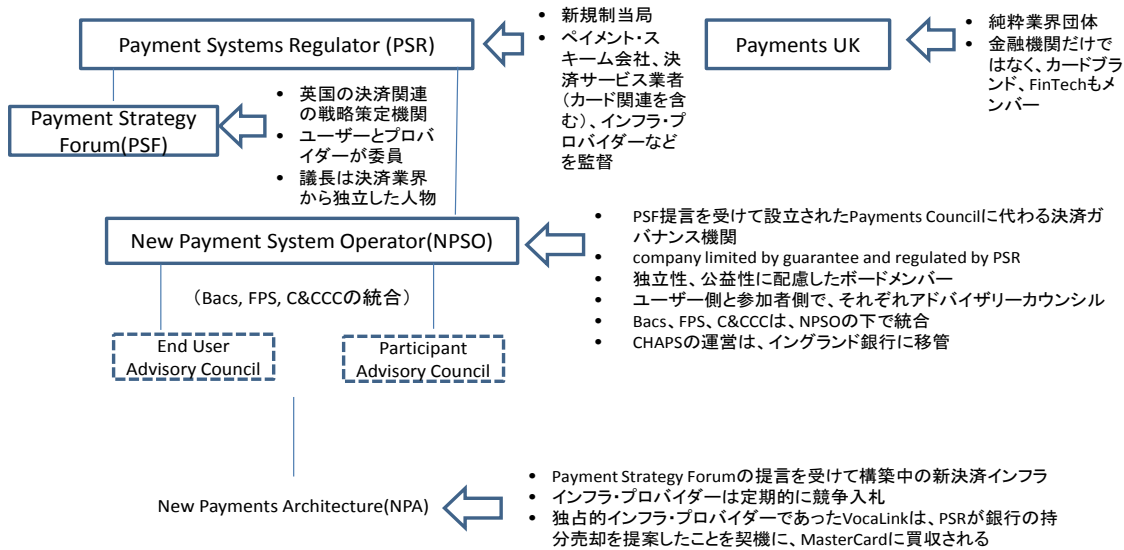 Payment Systems Regulator (PSR)
• 新規制当局
• ペイメント・ス
キーム会社、決
済サービス業者
（カード関連を含
む）、インフラ・プ
ロバイダーなど
を監督
Payments UK
• 純粋業界団体
• 金融機関だけで
はなく、カードブラ
ンド、FinTechもメ
ンバー
Payment Strategy
Forum(PSF)
• 英国の決済関連
の戦略策定機関
• ユーザーとプロバ
イダーが委員
• 議長は決済業界
から独立した人物
New Payment System Operator(NPSO)
• PSF提言を受けて設立されたPayments Councilに代わる決済ガ
バナンス機関
• company limited by guarantee and regulated by PSR
• 独立性、公益性に配慮したボードメンバー
• ユーザー側と参加者側で、それぞれアドバイザリーカウンシル
• Bacs、FPS、C&CCCは、NPSOの下で統合
• CHAPSの運営は、イングランド銀行に移管
（Bacs, FPS, C&CCCの統合）
End User
Advisory Council
Participant
Advisory Council
New Payments Architecture(NPA)
• Payment Strategy Forumの提言を受けて構築中の新決済インフラ
• インフラ・プロバイダーは定期的に競争入札
• 独占的インフラ・プロバイダーであったVocaLinkは、PSRが銀行の持
分売却を提案したことを契機に、MasterCardに買収される